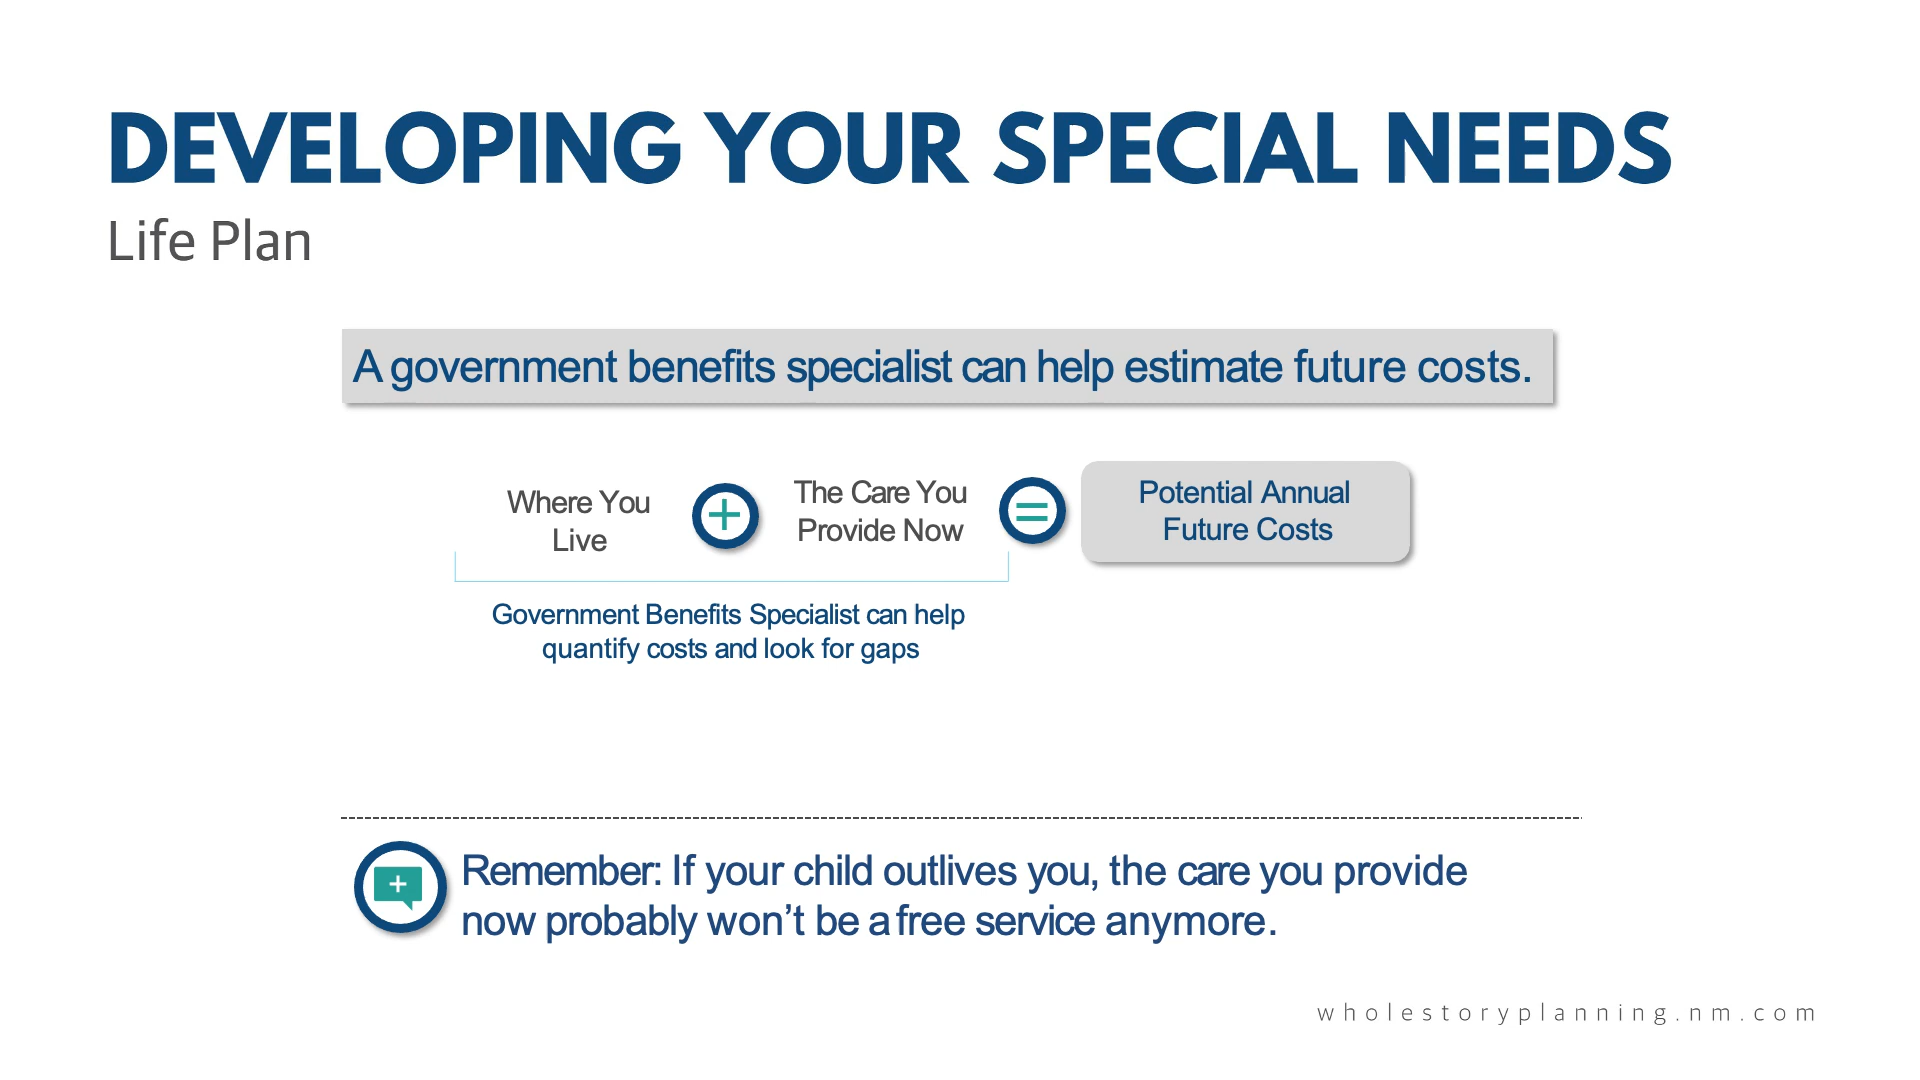 DEVELOPING YOUR SPECIAL NEEDS
Life Plan
A government benefits specialist can help estimate future costs.
Where You
Live
+
The Care You
Provide Now
=
Potential Annual
Future Costs
Government Benefits Specialist can help
quantify costs and look for gaps
Remember: If your child outlives you, the care you provide
now probably won’t be a free service anymore.
wholestoryplanning.nm.com